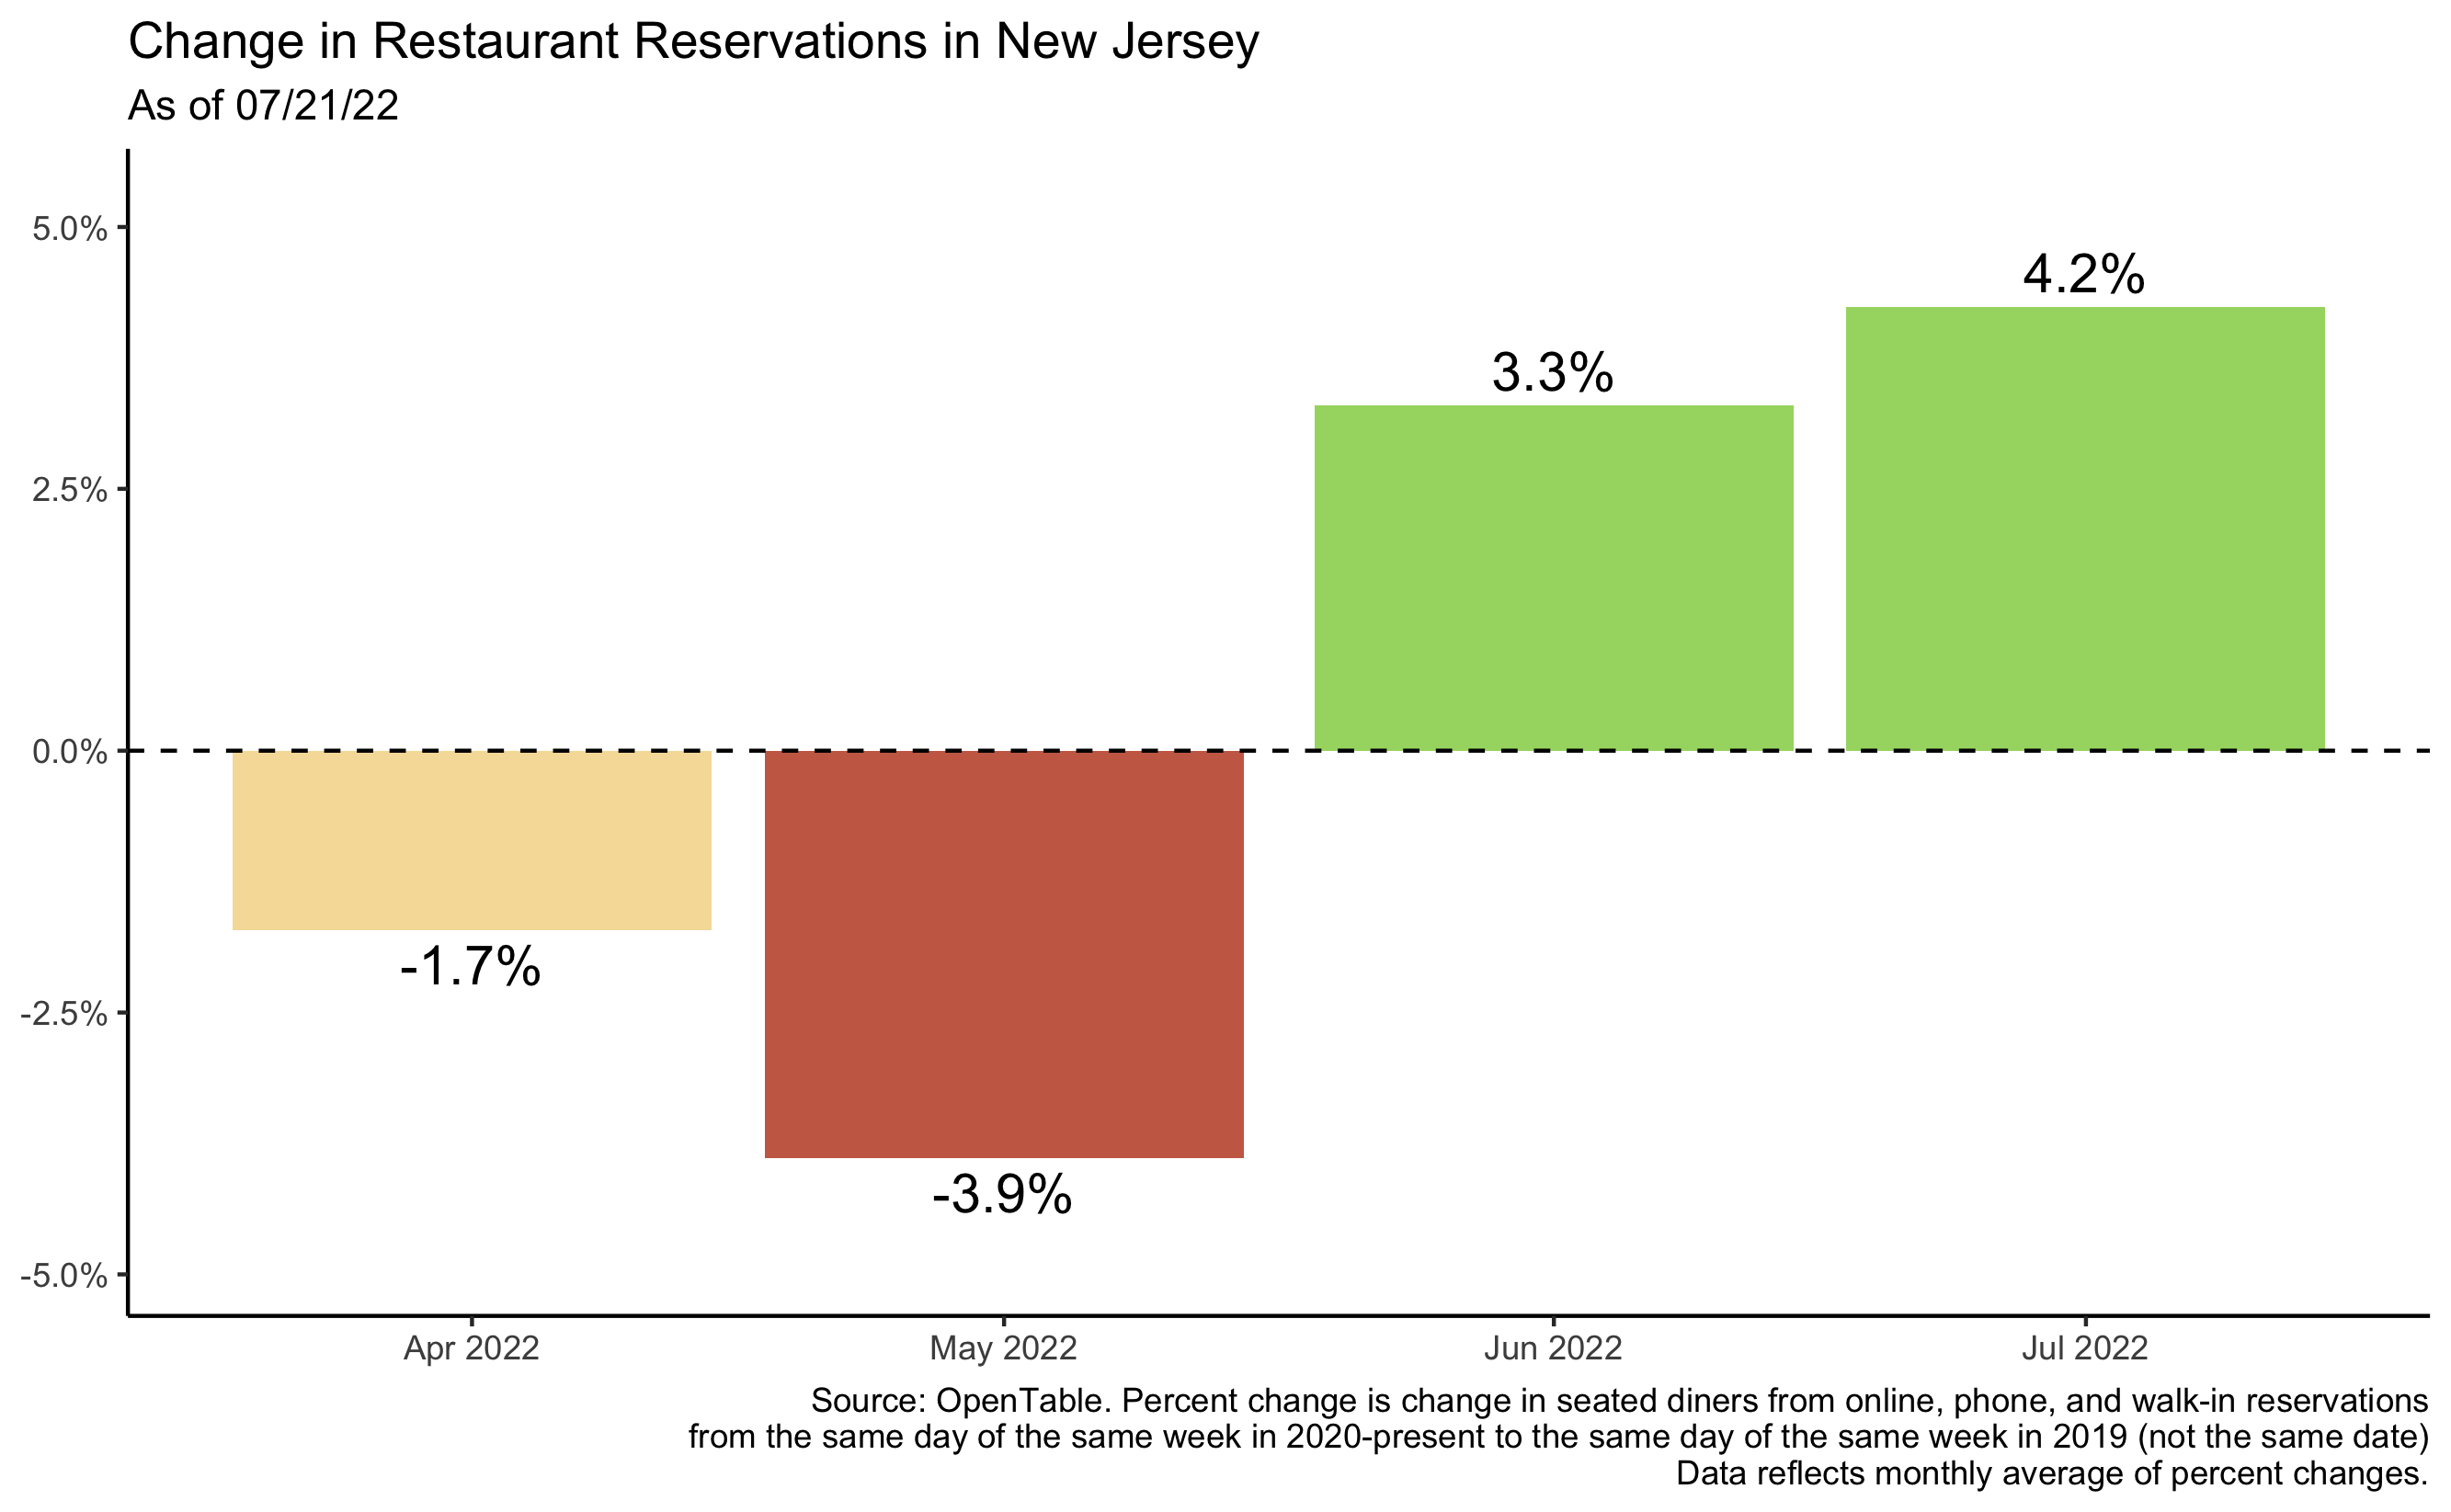 Change in Restaurant Reservations in New Jersey
As of 07/21/22
5.0%
2.5%
0.0%
-2.5%
-5.0%
-1.7%
-3.9%
3.3%
4.2%
Apr 2022
May 2022
Jun 2022
Jul 2022
Source: OpenTable. Percent change is change in seated diners from online, phone, and walk-in reservations
from the same day of the same week in 2020-present to the same day of the same week in 2019 (not the same date)
Data reflects monthly average of percent changes.